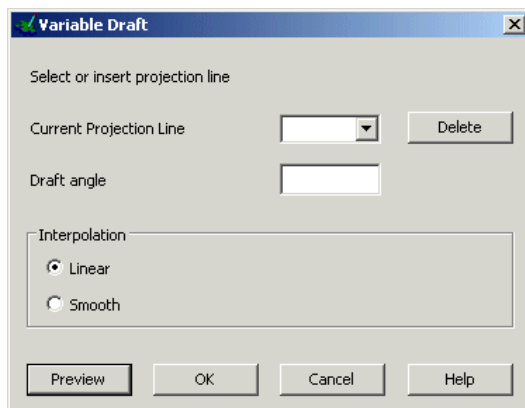 Variable Draft
Select or insert projection line
Current Projection Line
Delete
Draft angle
Interpolation
Linear
Smooth
Preview
OK
Cancel
Help